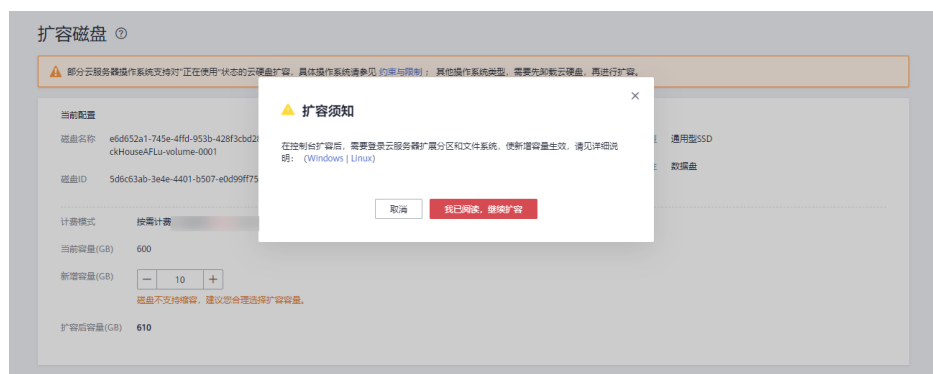 扩容磁盘
部分云服务器操作系统支持对“正在使用”状态的云硬盘扩容，具体操作系统请参见 约束与限制 ； 其他操作系统类型，需要先卸载云硬盘，再进行扩容。
当前配置
磁盘名称 e6d652a1-745e-4ffd-953b-428f3cbd2
ckHouseAFLu-volume-0001
通用型SSD
磁盘ID 5d6c63ab-3e4e-4401-b507-e0d99ff75
数据盘
扩容须知
在控制台扩容后，需要登录云服务器扩展分区和文件系统，使新增容量生效，请见详细说
明： (Windows | Linux)
取消 我已阅读，继续扩容
计费模式 按需计费
当前容量(GB) 600
新增容量(GB) 10
磁盘不支持缩容，建议您合理选择扩容容量。
扩容后容量(GB) 610